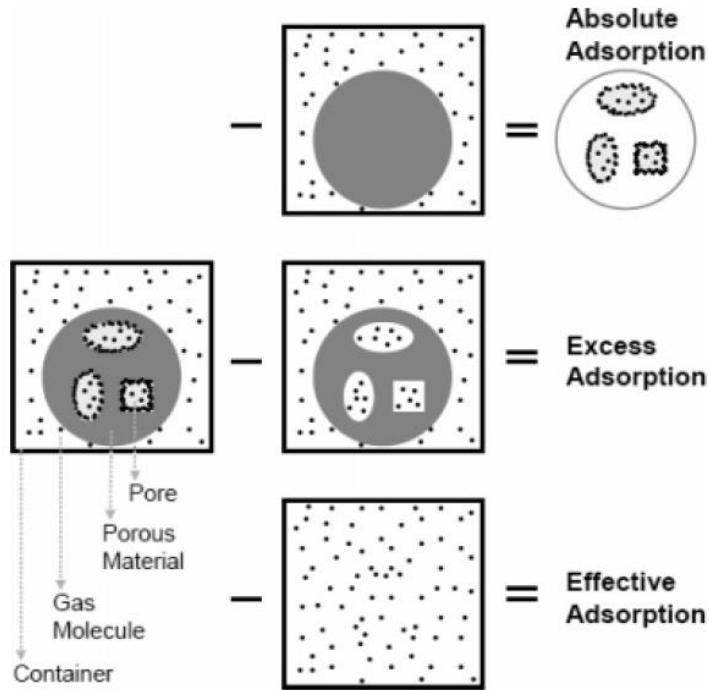 Absolute
Adsorption
Excess
Adsorption
Pore
Porous
Material
Gas
Molecule
Container
Effective
Adsorption